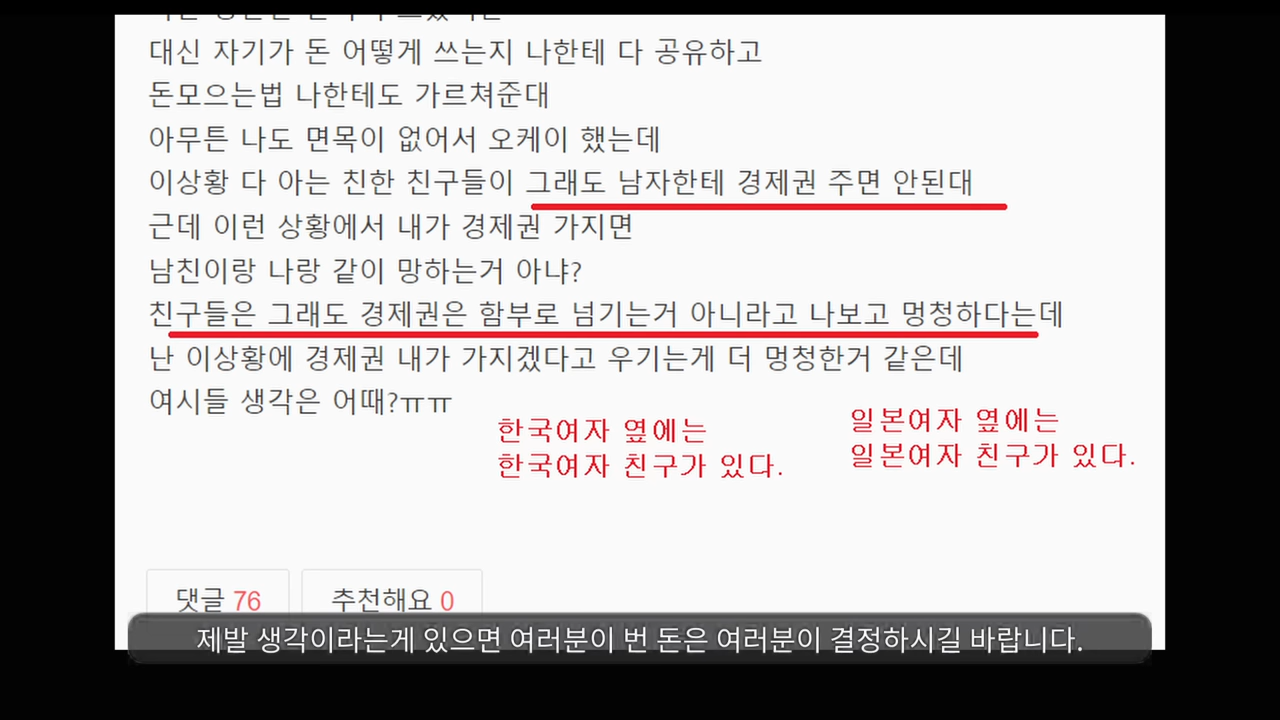 대신 자기가 돈 어떻게 쓰는지 나한테 다 공유하고
돈모으는법 나한테도 가르쳐준대
아무튼 나도 면목이 없어서 오케이 했는데
이상황 다 아는 친한 친구들이 그래도 남자한테 경제권 주면 안된대
근데 이런 상황에서 내가 경제권 가지면
남친이랑 나랑 같이 망하는거 아냐?
친구들은 그래도 경제권은 함부로 넘기는거 아니라고 나보고 멍청하다는데
난 이상황에 경제권 내가 가지겠다고 우기는게 더 멍청한거 같은데
여시들 생각은 어때?ㅠㅠ
한국여자 옆에는
한국여자 친구가 있다.
일본여자 옆에는
일본여자 친구가 있다.
댓글 76
추천해요 0
제발 생각이라는게 있으면 여러분이 번 돈은 여러분이 결정하시길 바랍니다.